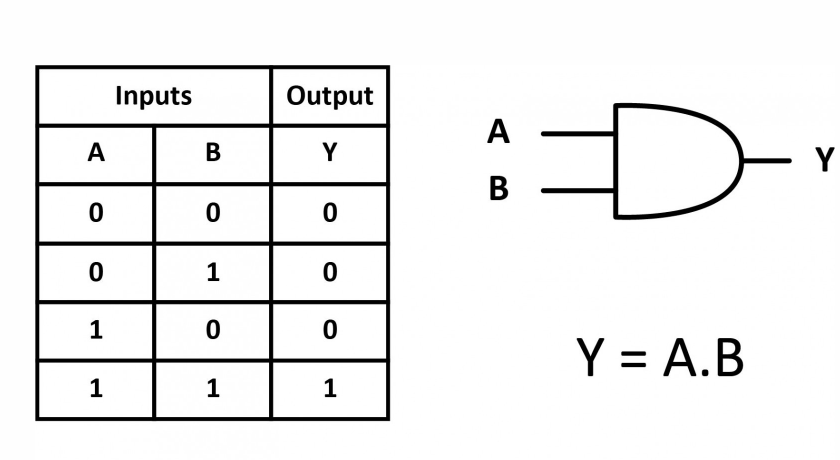 Inputs Output
A B Y
0 0 0
0 1 0
1 0 0
1 1 1
A
B
Y
Y = A.B